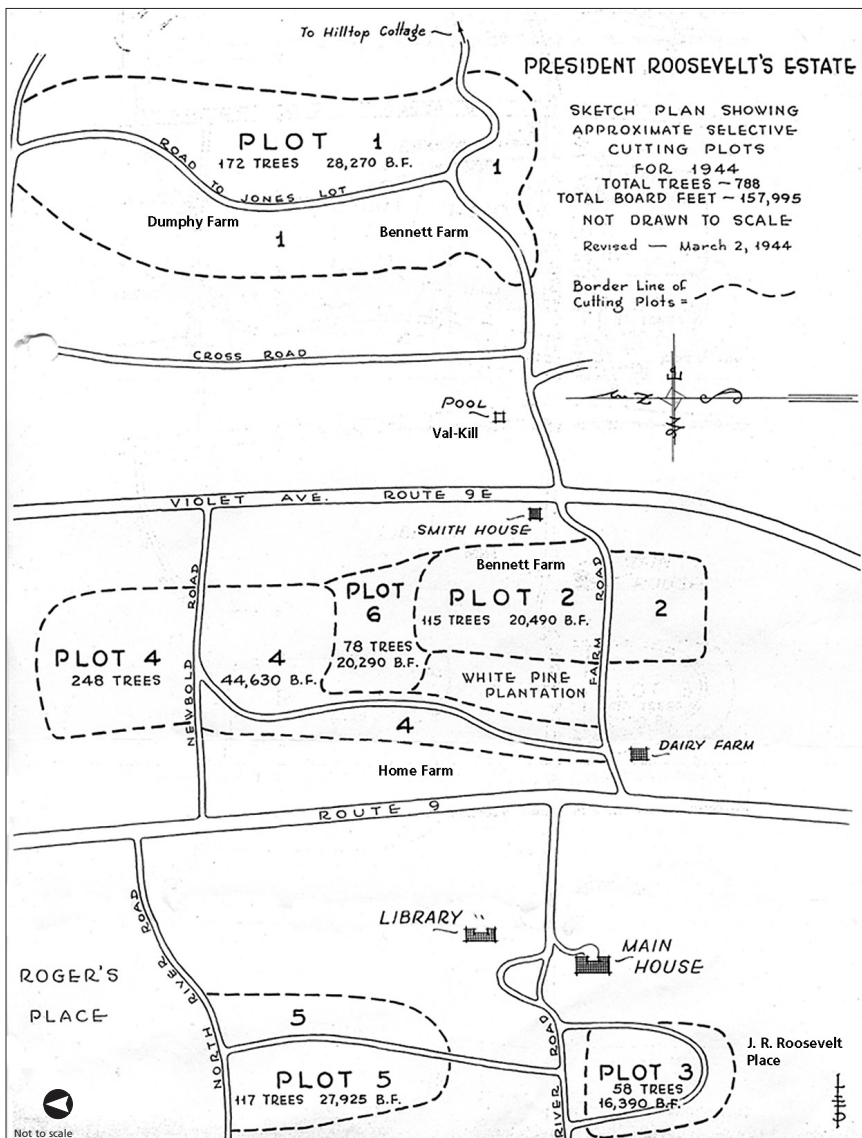 To Hilltop Cottage
PRESIDENT ROOSEVELT'S ESTATE
SKETCH PLAN SHOWING
APPROXIMATE SELECTIVE
CUTTING PLOTS
FOR 1944
TOTAL TREES ~ 788
TOTAL BOARD FEET ~ 157,995
NOT DRAWN TO SCALE
Revised — March 2, 1944
Border Line of
Cutting Plots =
PLOT 1
172 TREES 28,270 B.F.
1
ROAD TO JONES LOT
Dumphy Farm
Bennett Farm
1
CROSS ROAD
POOL
Val-Kill
N
S
E
W
VIOLET AVE. ROUTE 9E
SMITH HOUSE
Bennett Farm
NEWBOLD ROAD
FARM ROAD
PLOT
6
78 TREES
20,290 B.F.
PLOT 2
115 TREES 20,490 B.F.
2
PLOT 4
248 TREES
4
44,630 B.F.
WHITE PINE
PLANTATION
4
DAIRY FARM
Home Farm
ROUTE 9
LIBRARY
MAIN
HOUSE
ROGER'S
PLACE
NORTH RIVER ROAD
RIVER ROAD
5
PLOT 5
117 TREES 27,925 B.F.
PLOT 3
58 TREES
16,390 B.F.
J. R. Roosevelt
Place
Not to scale